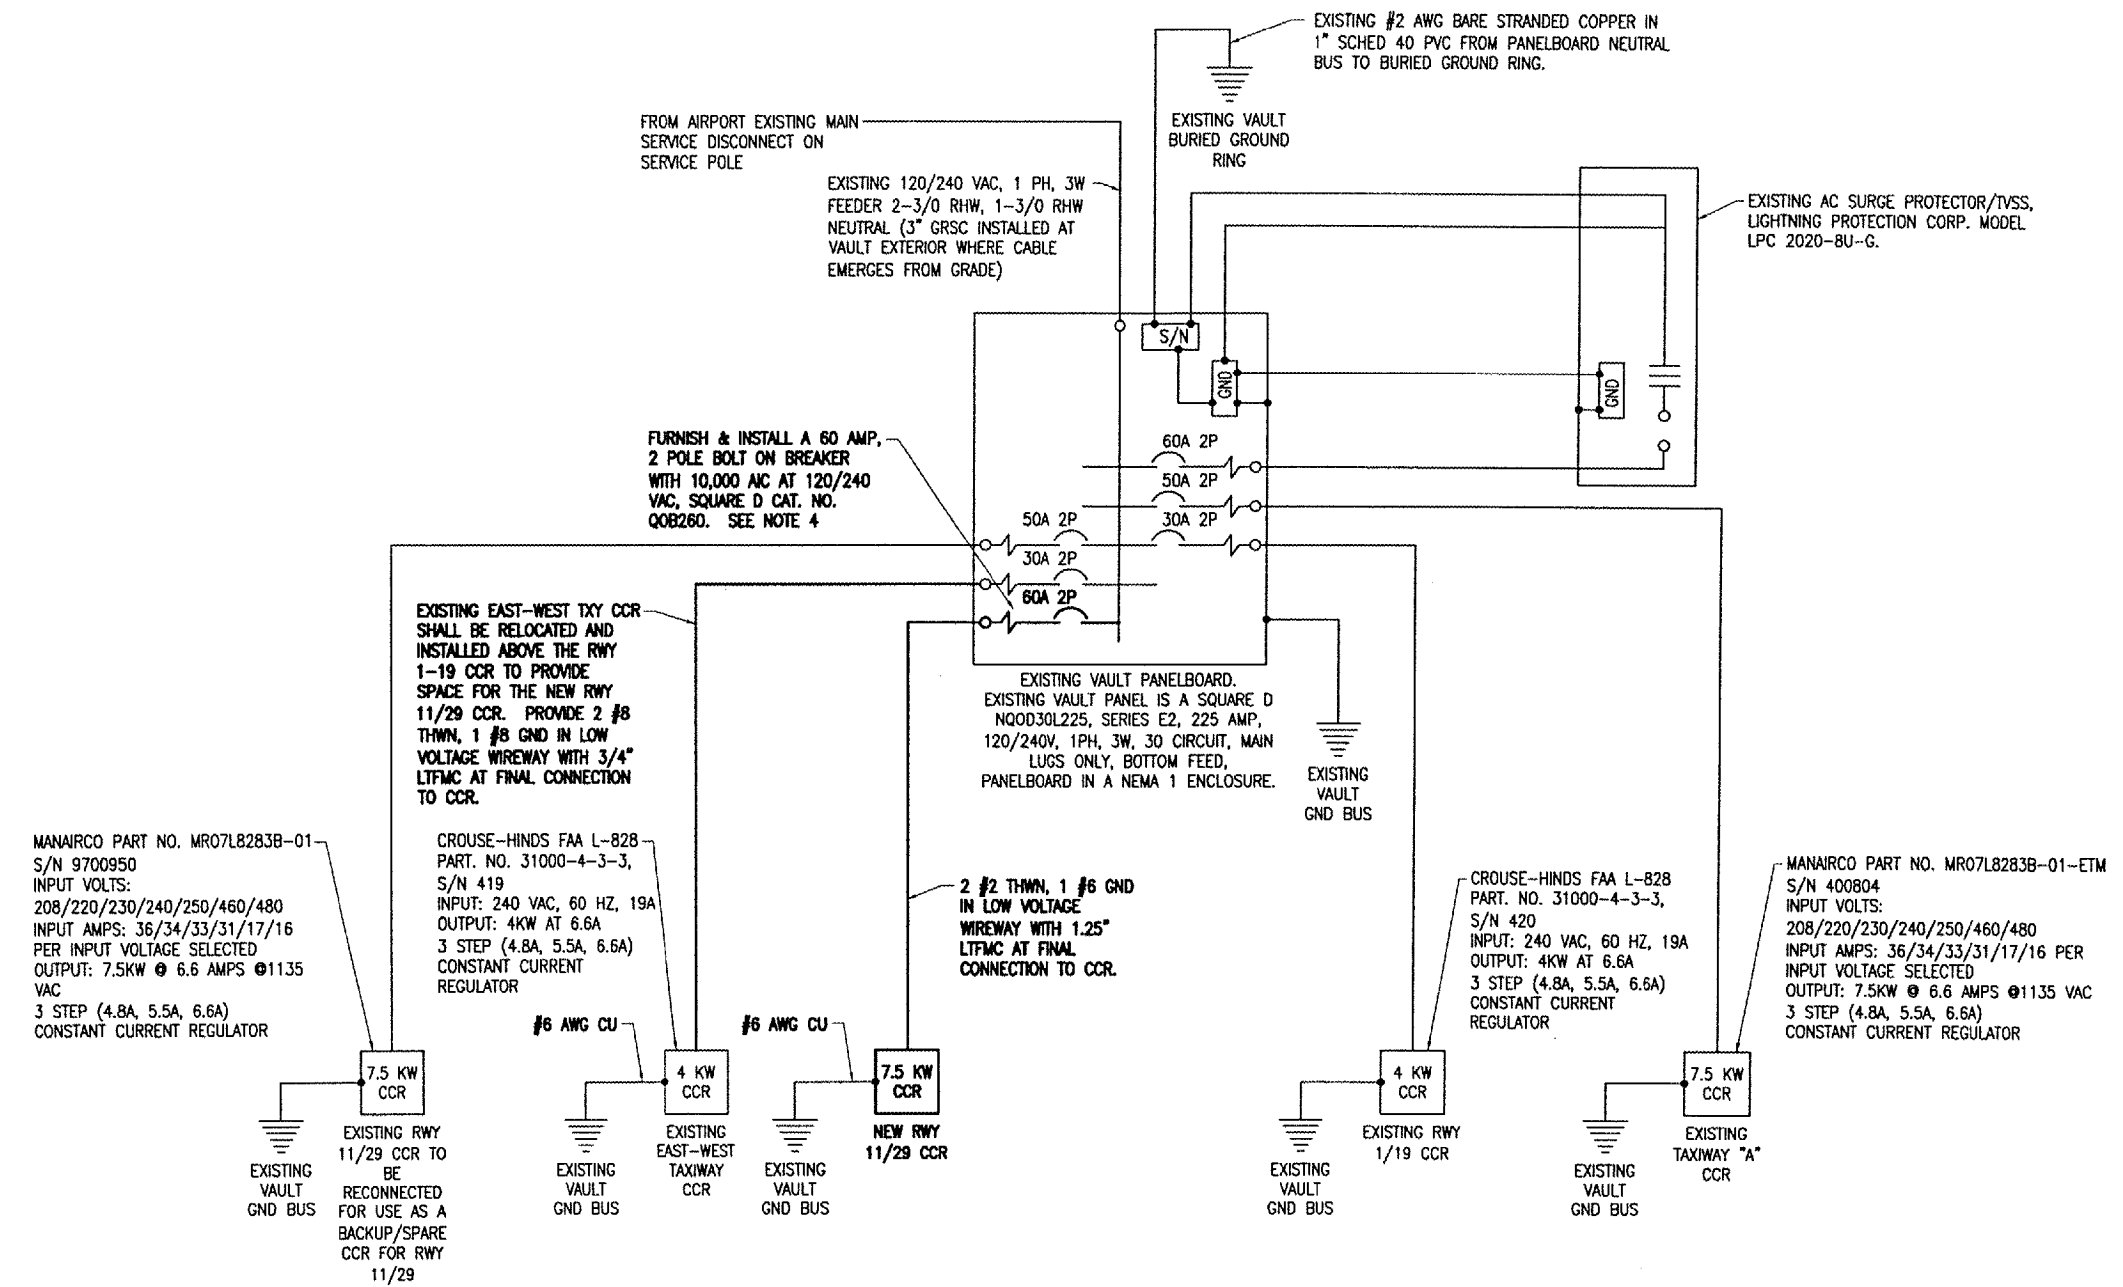 EXISTING #2 AWG BARE STRANDED COPPER IN
1" SCHED 40 PVC FROM PANELBOARD NEUTRAL
BUS TO BURIED GROUND RING.
EXISTING VAULT
BURIED GROUND
RING
FROM AIRPORT EXISTING MAIN
SERVICE DISCONNECT ON
SERVICE POLE
EXISTING 120/240 VAC, 1 PH, 3W
FEEDER 2-3/0 RHW, 1-3/0 RHW
NEUTRAL (3" GRSC INSTALLED AT
VAULT EXTERIOR WHERE CABLE
EMERGES FROM GRADE)
EXISTING AC SURGE PROTECTOR/TVSS,
LIGHTNING PROTECTION CORP. MODEL
LPC 2020-8U-G.
S/N
GND
GND
FURNISH & INSTALL A 60 AMP,
2 POLE BOLT ON BREAKER
WITH 10,000 AIC AT 120/240
VAC, SQUARE D CAT. NO.
QOB260. SEE NOTE 4
60A 2P
50A 2P
50A 2P
30A 2P
30A 2P
60A 2P
EXISTING EAST-WEST TXY CCR
SHALL BE RELOCATED AND
INSTALLED ABOVE THE RWY
1-19 CCR TO PROVIDE
SPACE FOR THE NEW RWY
11/29 CCR. PROVIDE 2 #8
THWN, 1 #8 GND IN LOW
VOLTAGE WIREWAY WITH 3/4"
LTFMC AT FINAL CONNECTION
TO CCR.
EXISTING VAULT PANELBOARD.
EXISTING VAULT PANEL IS A SQUARE D
NQOD30L225, SERIES E2, 225 AMP,
120/240V, 1PH, 3W, 30 CIRCUIT, MAIN
LUGS ONLY, BOTTOM FEED,
PANELBOARD IN A NEMA 1 ENCLOSURE.
EXISTING
VAULT
GND BUS
MANAIRCO PART NO. MR07L8283B-01
S/N 9700950
INPUT VOLTS:
208/220/230/240/250/460/480
INPUT AMPS: 36/34/33/31/17/16
PER INPUT VOLTAGE SELECTED
OUTPUT: 7.5KW @ 6.6 AMPS @1135
VAC
3 STEP (4.8A, 5.5A, 6.6A)
CONSTANT CURRENT REGULATOR
CROUSE-HINDS FAA L-828
PART. NO. 31000-4-3-3,
S/N 419
INPUT: 240 VAC, 60 HZ, 19A
OUTPUT: 4KW AT 6.6A
3 STEP (4.8A, 5.5A, 6.6A)
CONSTANT CURRENT
REGULATOR
2 #2 THWN, 1 #6 GND
IN LOW VOLTAGE
WIREWAY WITH 1.25"
LTFMC AT FINAL
CONNECTION TO CCR.
CROUSE-HINDS FAA L-828
PART. NO. 31000-4-3-3,
S/N 420
INPUT: 240 VAC, 60 HZ, 19A
OUTPUT: 4KW AT 6.6A
3 STEP (4.8A, 5.5A, 6.6A)
CONSTANT CURRENT
REGULATOR
MANAIRCO PART NO. MR07L8283B-01-ETM
S/N 400804
INPUT VOLTS:
208/220/230/240/250/460/480
INPUT AMPS: 36/34/33/31/17/16 PER
INPUT VOLTAGE SELECTED
OUTPUT: 7.5KW @ 6.6 AMPS @1135 VAC
3 STEP (4.8A, 5.5A, 6.6A)
CONSTANT CURRENT REGULATOR
#6 AWG CU
#6 AWG CU
7.5 KW
CCR
4 KW
CCR
7.5 KW
CCR
4 KW
CCR
7.5 KW
CCR
EXISTING
VAULT
GND BUS
EXISTING RWY
11/29 CCR TO
BE
RECONNECTED
FOR USE AS A
BACKUP/SPARE
CCR FOR RWY
11/29
EXISTING
VAULT
GND BUS
EXISTING
EAST-WEST
TAXIWAY
CCR
EXISTING
VAULT
GND BUS
NEW RWY
11/29 CCR
EXISTING
VAULT
GND BUS
EXISTING RWY
1/19 CCR
EXISTING
VAULT
GND BUS
EXISTING
TAXIWAY "A"
CCR